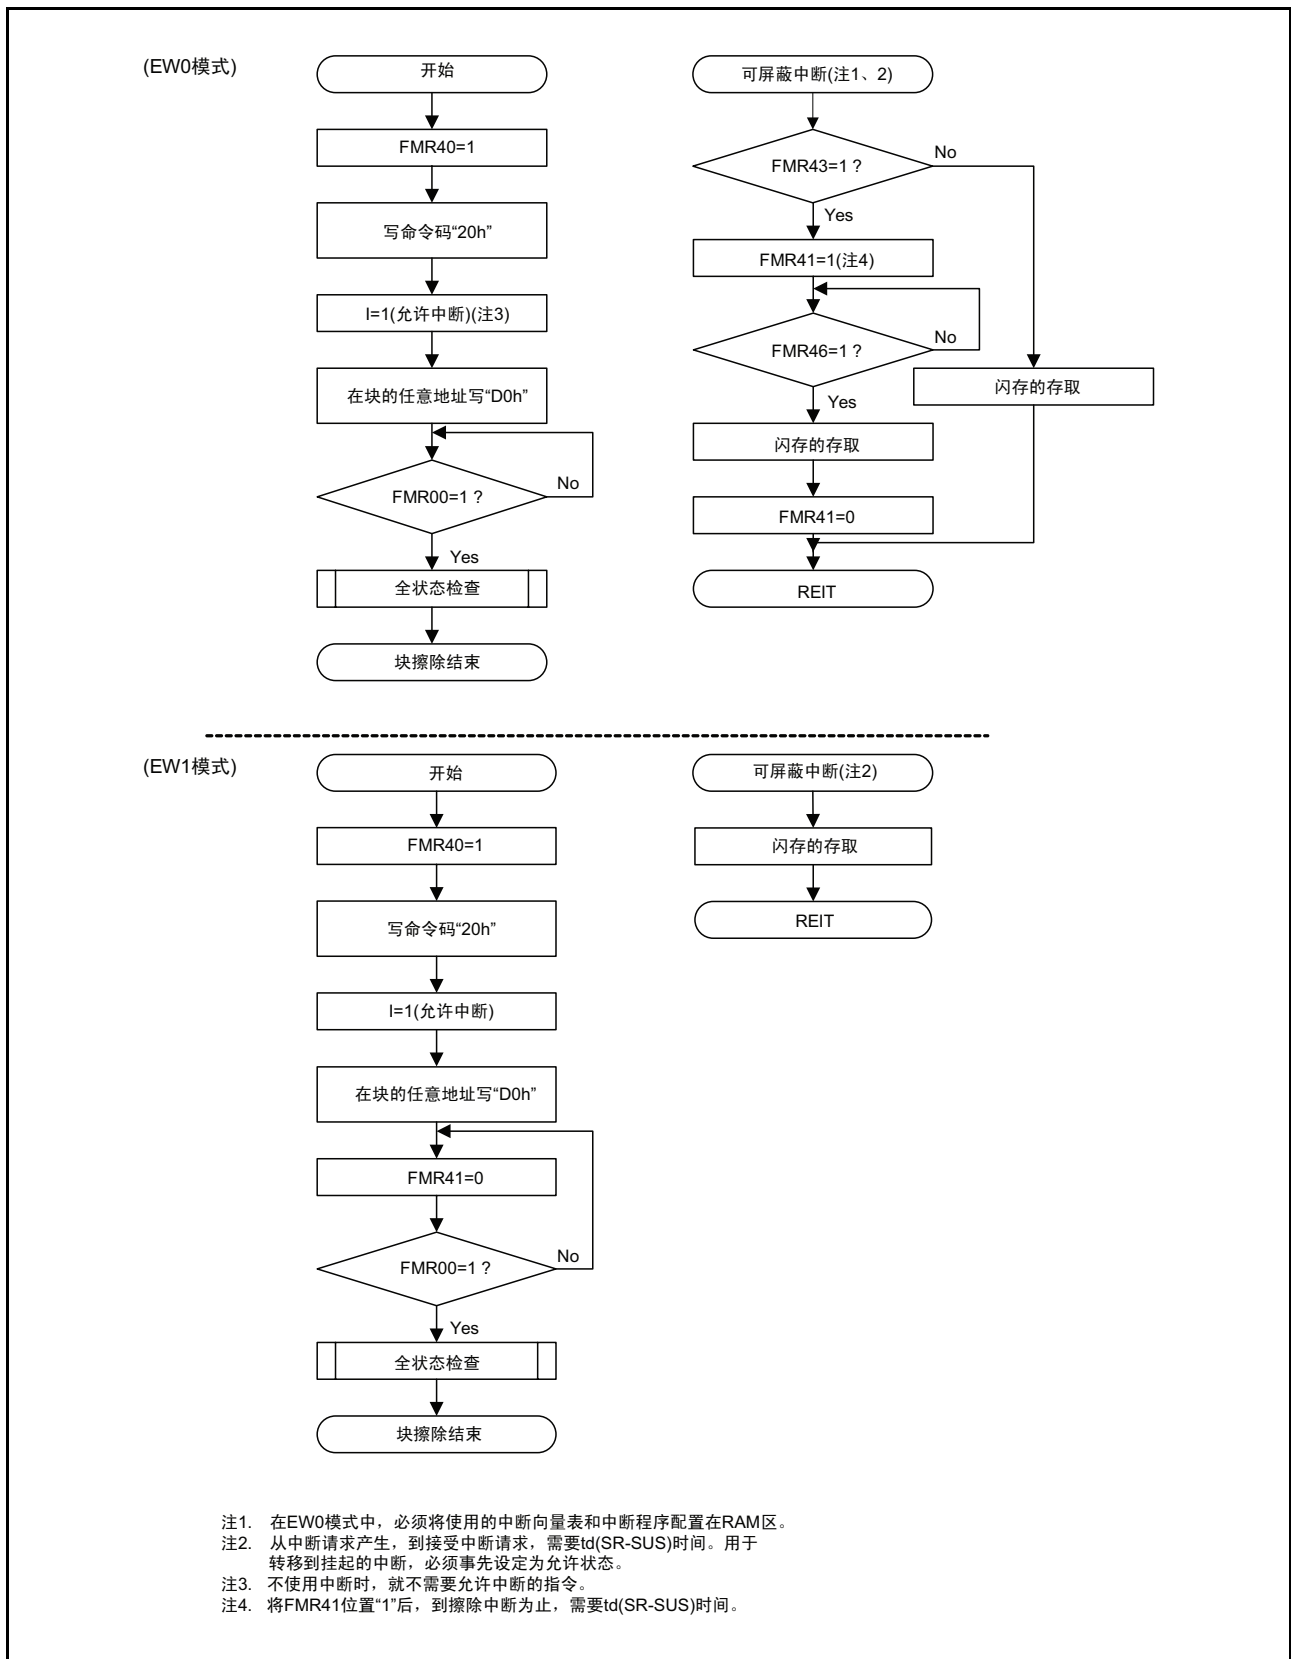 (EW0模式)
开始
FMR40=1
写命令码“20h”
I=1(允许中断)(注3)
在块的任意地址写“D0h”
FMR00=1 ?
No
Yes
全状态检查
块擦除结束
可屏蔽中断(注1、2)
FMR43=1 ?
No
Yes
FMR41=1(注4)
FMR46=1 ?
No
Yes
闪存的存取
闪存的存取
FMR41=0
REIT
(EW1模式)
开始
FMR40=1
写命令码“20h”
I=1(允许中断)
在块的任意地址写“D0h”
FMR41=0
FMR00=1 ?
No
Yes
全状态检查
块擦除结束
可屏蔽中断(注2)
闪存的存取
REIT
注1. 在EW0模式中，必须将使用的中断向量表和中断程序配置在RAM区。
注2. 从中断请求产生，到接受中断请求，需要td(SR-SUS)时间。用于
转移到挂起的中断，必须事先设定为允许状态。
注3. 不使用中断时，就不需要允许中断的指令。
注4. 将FMR41位置“1”后，到擦除中断为止，需要td(SR-SUS)时间。